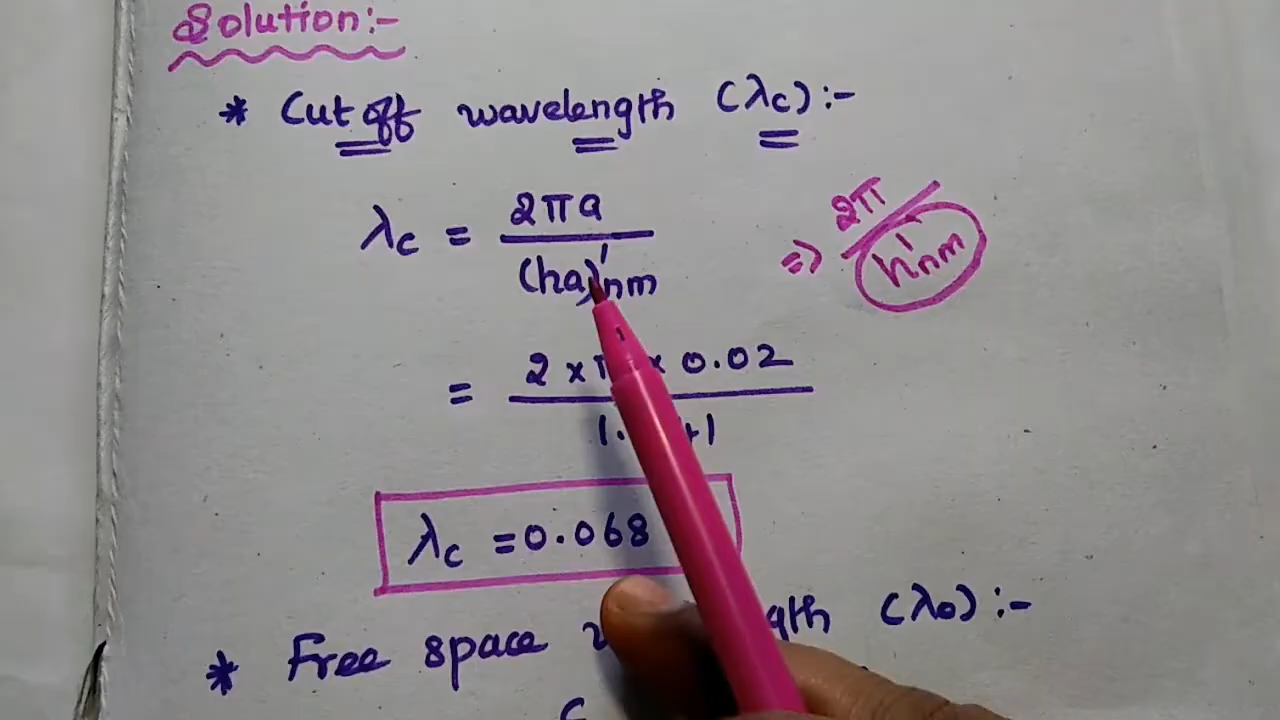 Solution:-
* Cut off wavelength (λc):-
λc = 2πa / (ha)'nm => 2π / h'nm
= 2 × π × 0.02 /
λc = 0.068
* Free space (λ0):-